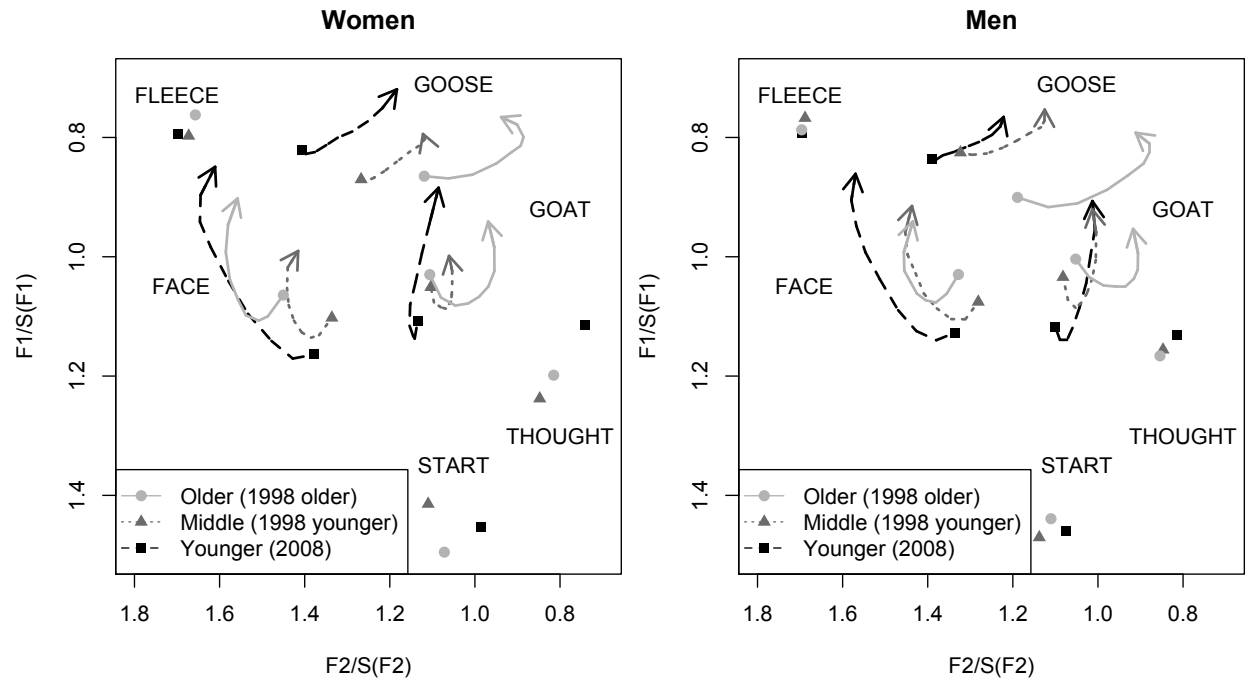 Women
FLEECE
GOOSE
GOAT
FACE
THOUGHT
START
Older (1998 older)
Middle (1998 younger)
Younger (2008)
0.8
1.0
1.2
1.4
F1/S(F1)
1.8 1.6 1.4 1.2 1.0 0.8
F2/S(F2)
Men
FLEECE
GOOSE
GOAT
FACE
THOUGHT
START
Older (1998 older)
Middle (1998 younger)
Younger (2008)
0.8
1.0
1.2
1.4
F1/S(F1)
1.8 1.6 1.4 1.2 1.0 0.8
F2/S(F2)